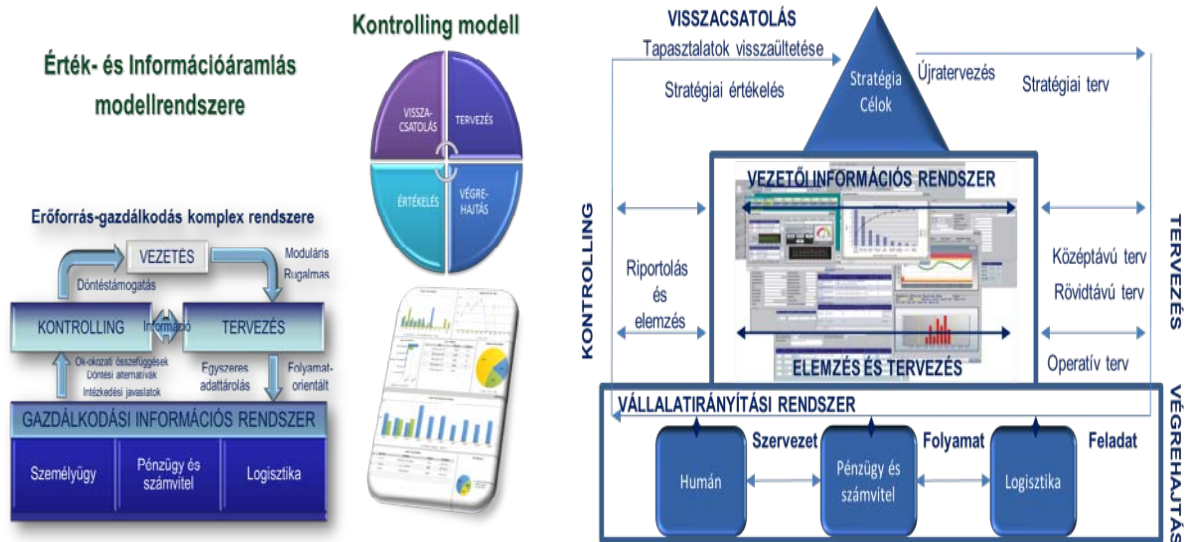 Érték- és Információáramlás
modellrendszere
Erőforrás-gazdálkodás komplex rendszere
VEZETÉS
Moduláris
Rugalmas
Döntéstámogatás
KONTROLLING
Információ
TERVEZÉS
Ok-okozati összefüggések
Döntési alternatívák
Intézkedési javaslatok
Egyszeres
adattárolás
Folyamat-
orientált
GAZDÁLKODÁSI INFORMÁCIÓS RENDSZER
Személyügy
Pénzügy és
számvitel
Logisztika
Kontrolling modell
VISSZA-
CSATOLÁS
TERVEZÉS
ÉRTÉKELÉS
VÉGRE-
HAJTÁS
VISSZACSATOLÁS
Tapasztalatok visszaültetése
Stratégiai értékelés
Stratégia
Célok
Újratervezés
Stratégiai terv
KONTROLLING
Riportolás
és
elemzés
VEZETŐI INFORMÁCIÓS RENDSZER
ELEMZÉS ÉS TERVEZÉS
Középtávú terv
Rövidtávú terv
Operatív terv
TERVEZÉS
VÁLLALATIRÁNYÍTÁSI RENDSZER
Humán
Szervezet
Pénzügy és
számvitel
Folyamat
Logisztika
Feladat
VÉGREHAJTÁS